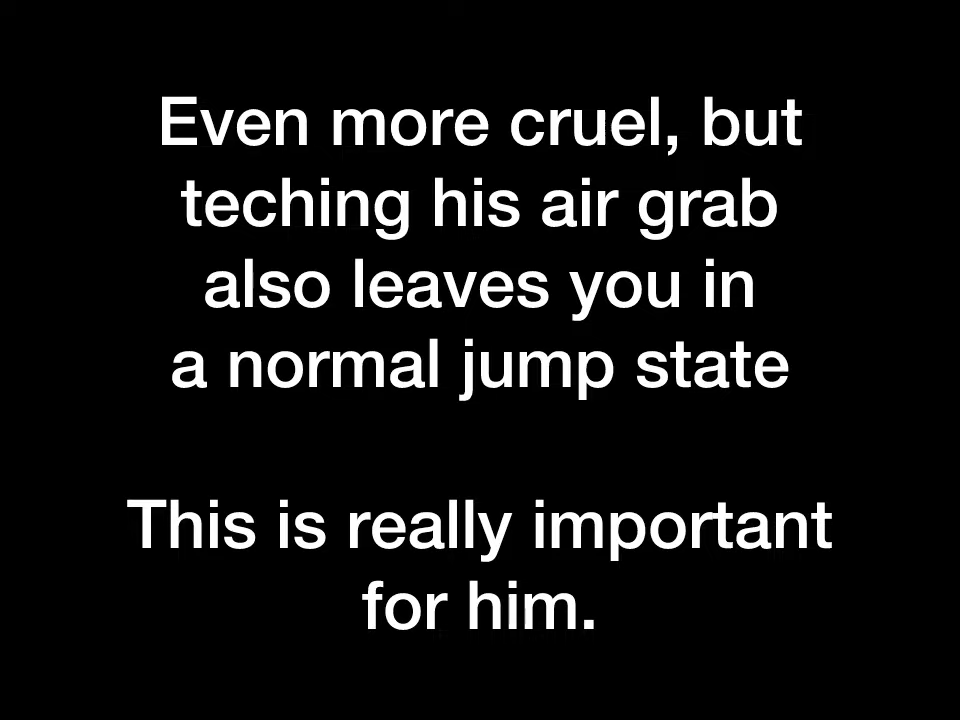 Even more cruel, but
teching his air grab
also leaves you in
a normal jump state
This is really important
for him.